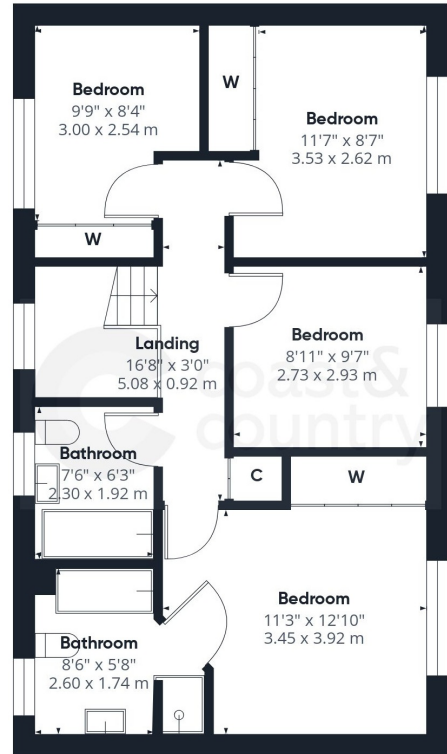 Bedroom
9'9" x 8'4"
3.00 x 2.54 m
W
Bedroom
11'7" x 8'7"
3.53 x 2.62 m
W
Landing
16'8" x 3'0"
5.08 x 0.92 m
Bedroom
8'11" x 9'7"
2.73 x 2.93 m
coast &
country
Bathroom
7'6" x 6'3"
2.30 x 1.92 m
C
W
Bedroom
11'3" x 12'10"
3.45 x 3.92 m
Bathroom
8'6" x 5'8"
2.60 x 1.74 m